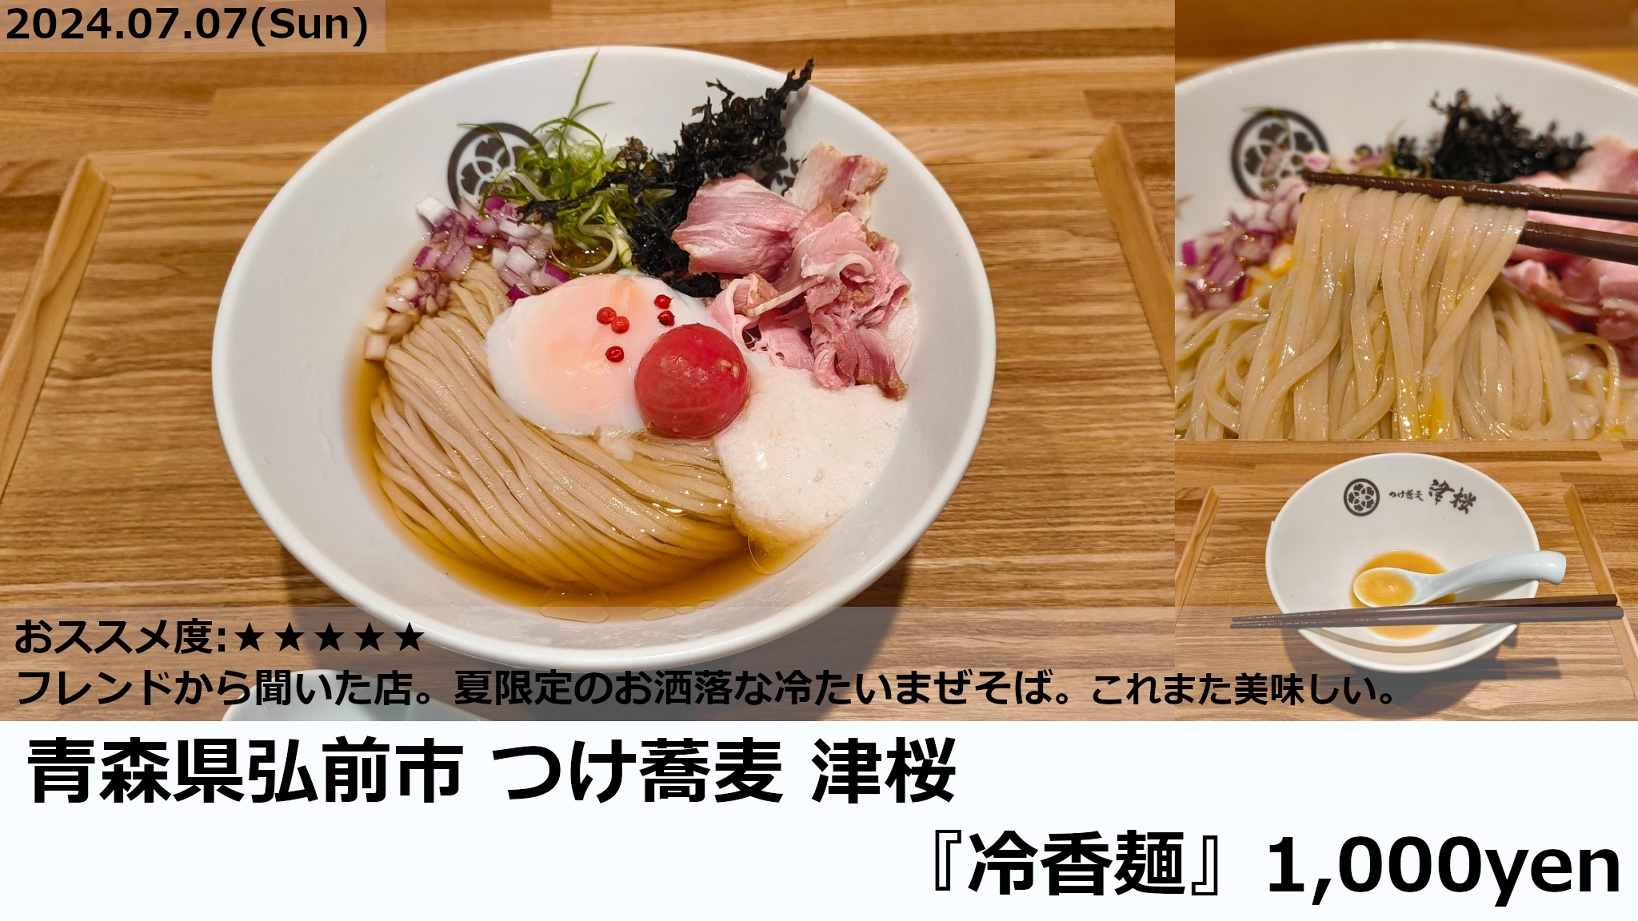 2024.07.07(Sun)
つけ蕎麦 津桜
おススメ度:★★★★★
フレンドから聞いた店。夏限定のお洒落な冷たいまぜそば。これまた美味しい。
青森県弘前市 つけ蕎麦 津桜
『冷香麺』1,000yen